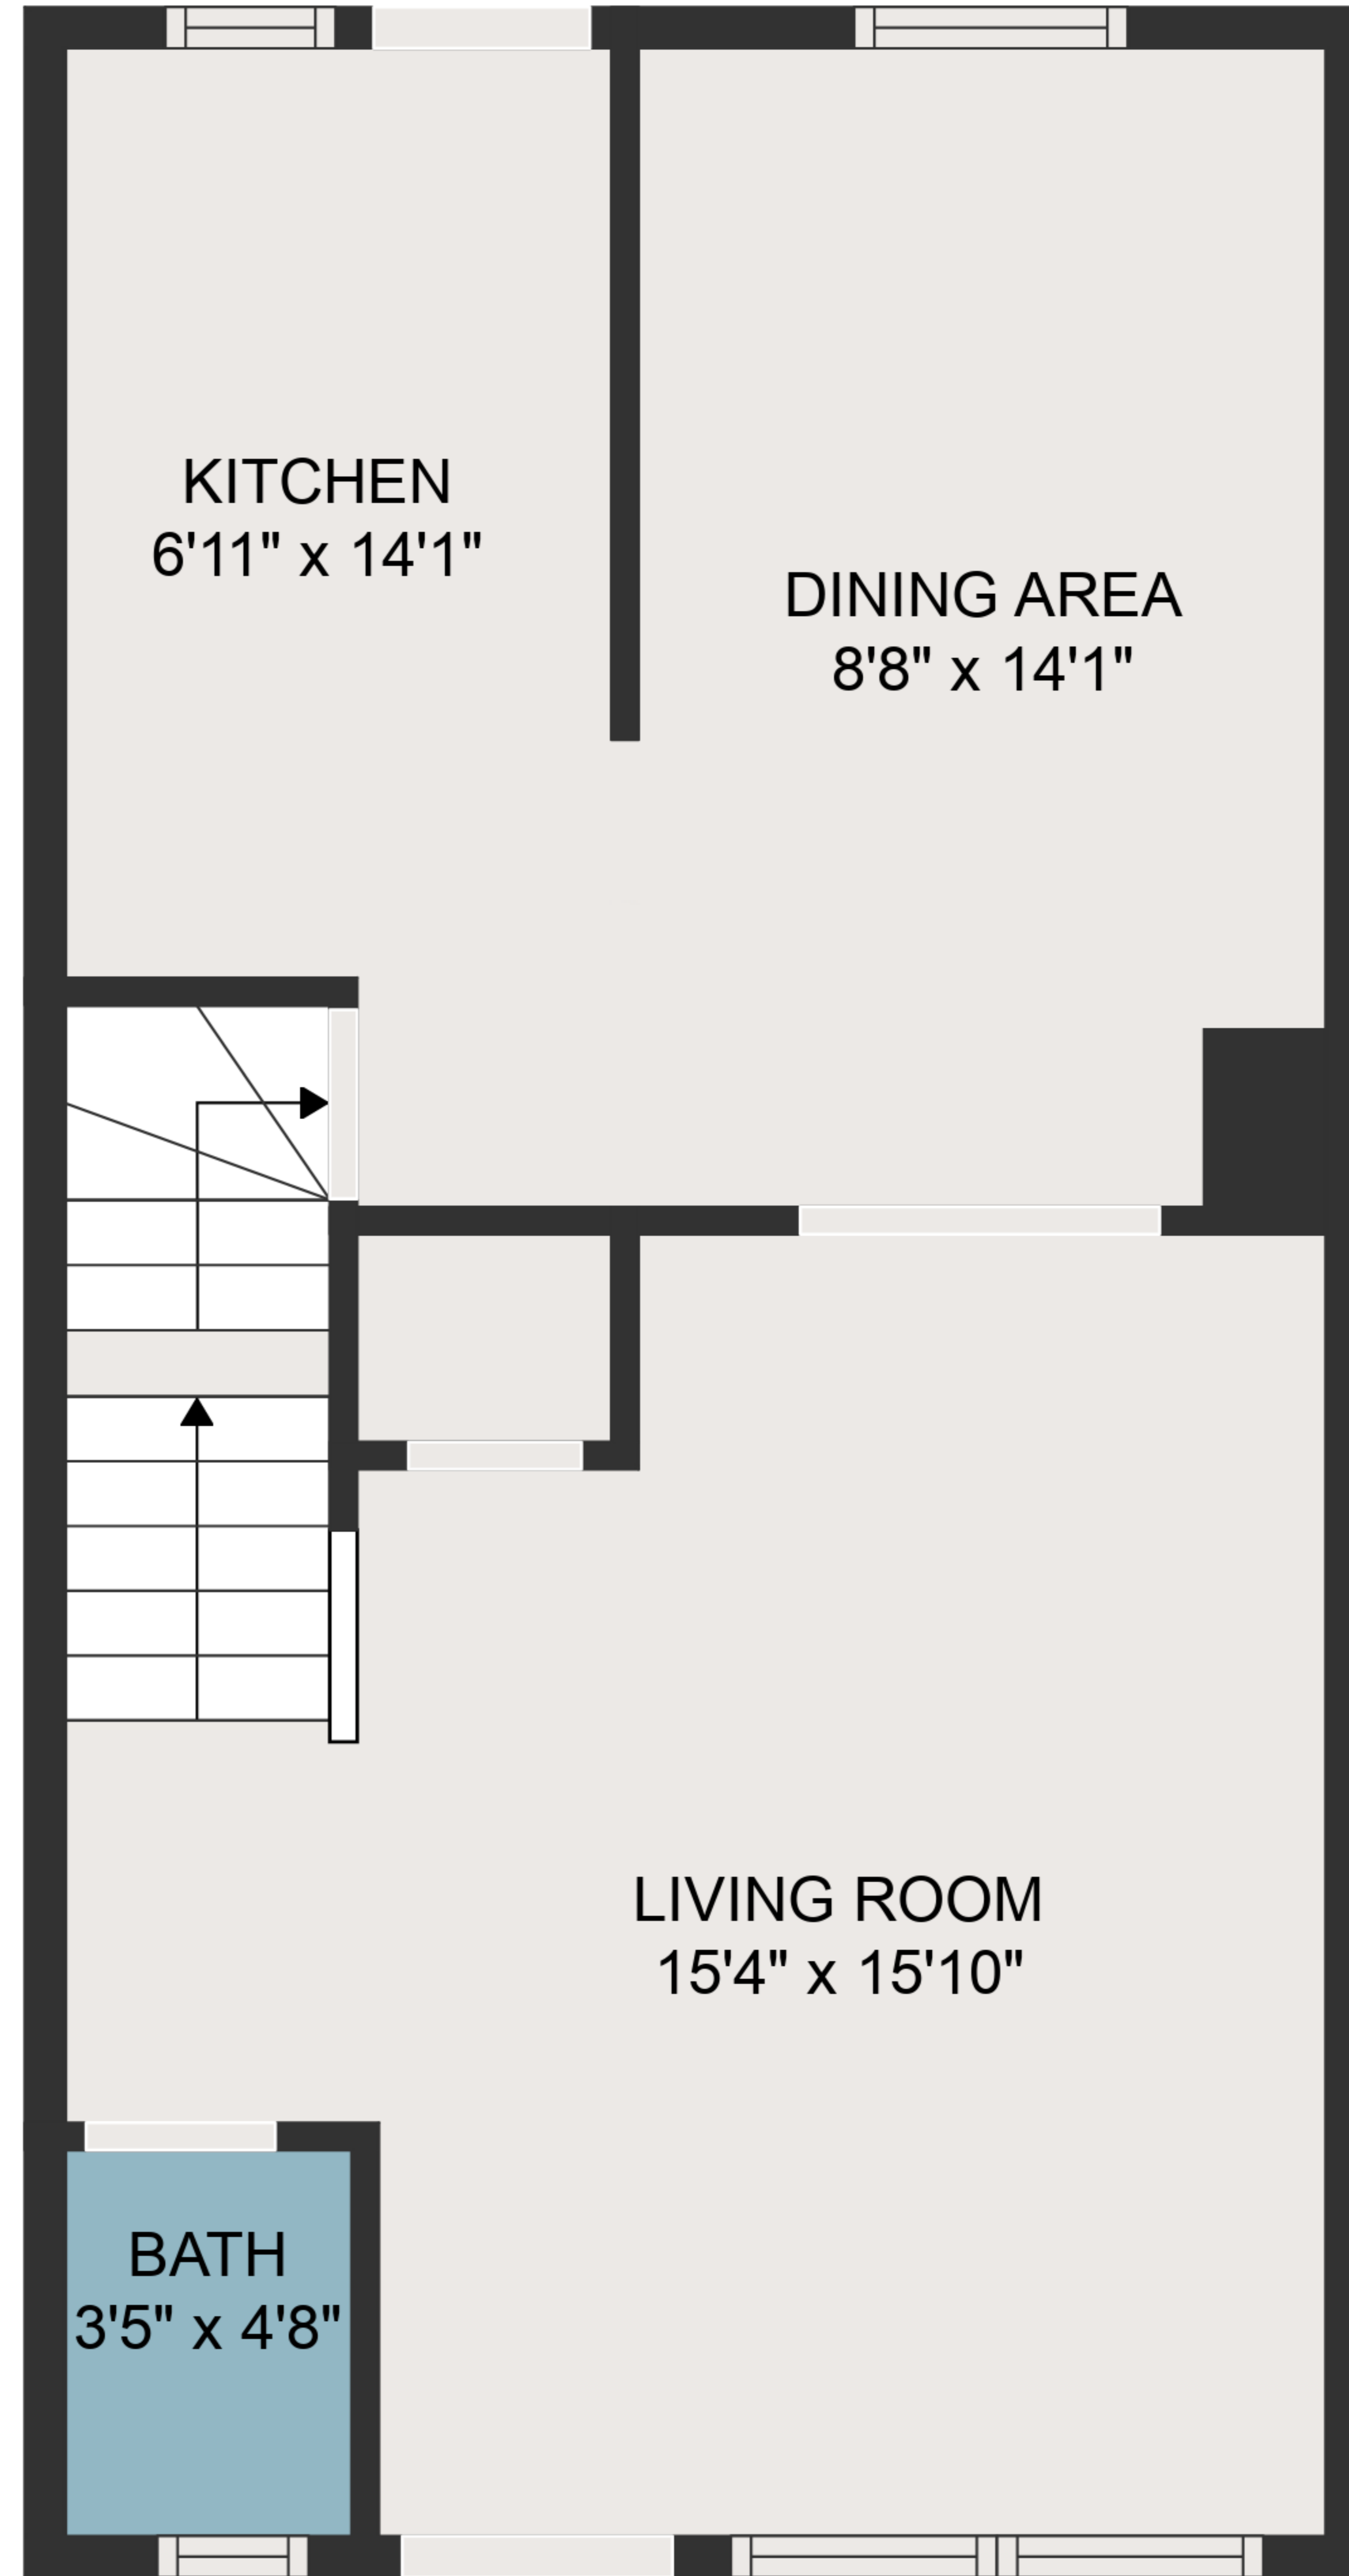 KITCHEN
6'11" x 14'1"
DINING AREA
8'8" x 14'1"
LIVING ROOM
15'4" x 15'10"
BATH
3'5" x 4'8"